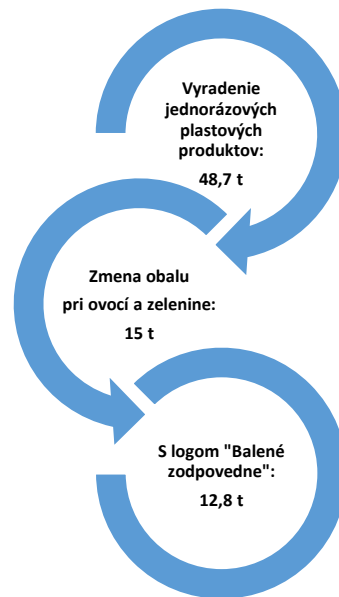 Vyradenie
jednorázových
plastových
produktov:
48,7 t
Zmena obalu
pri ovocí a zelenine:
15 t
S logom "Balené
zodpovedne":
12,8 t